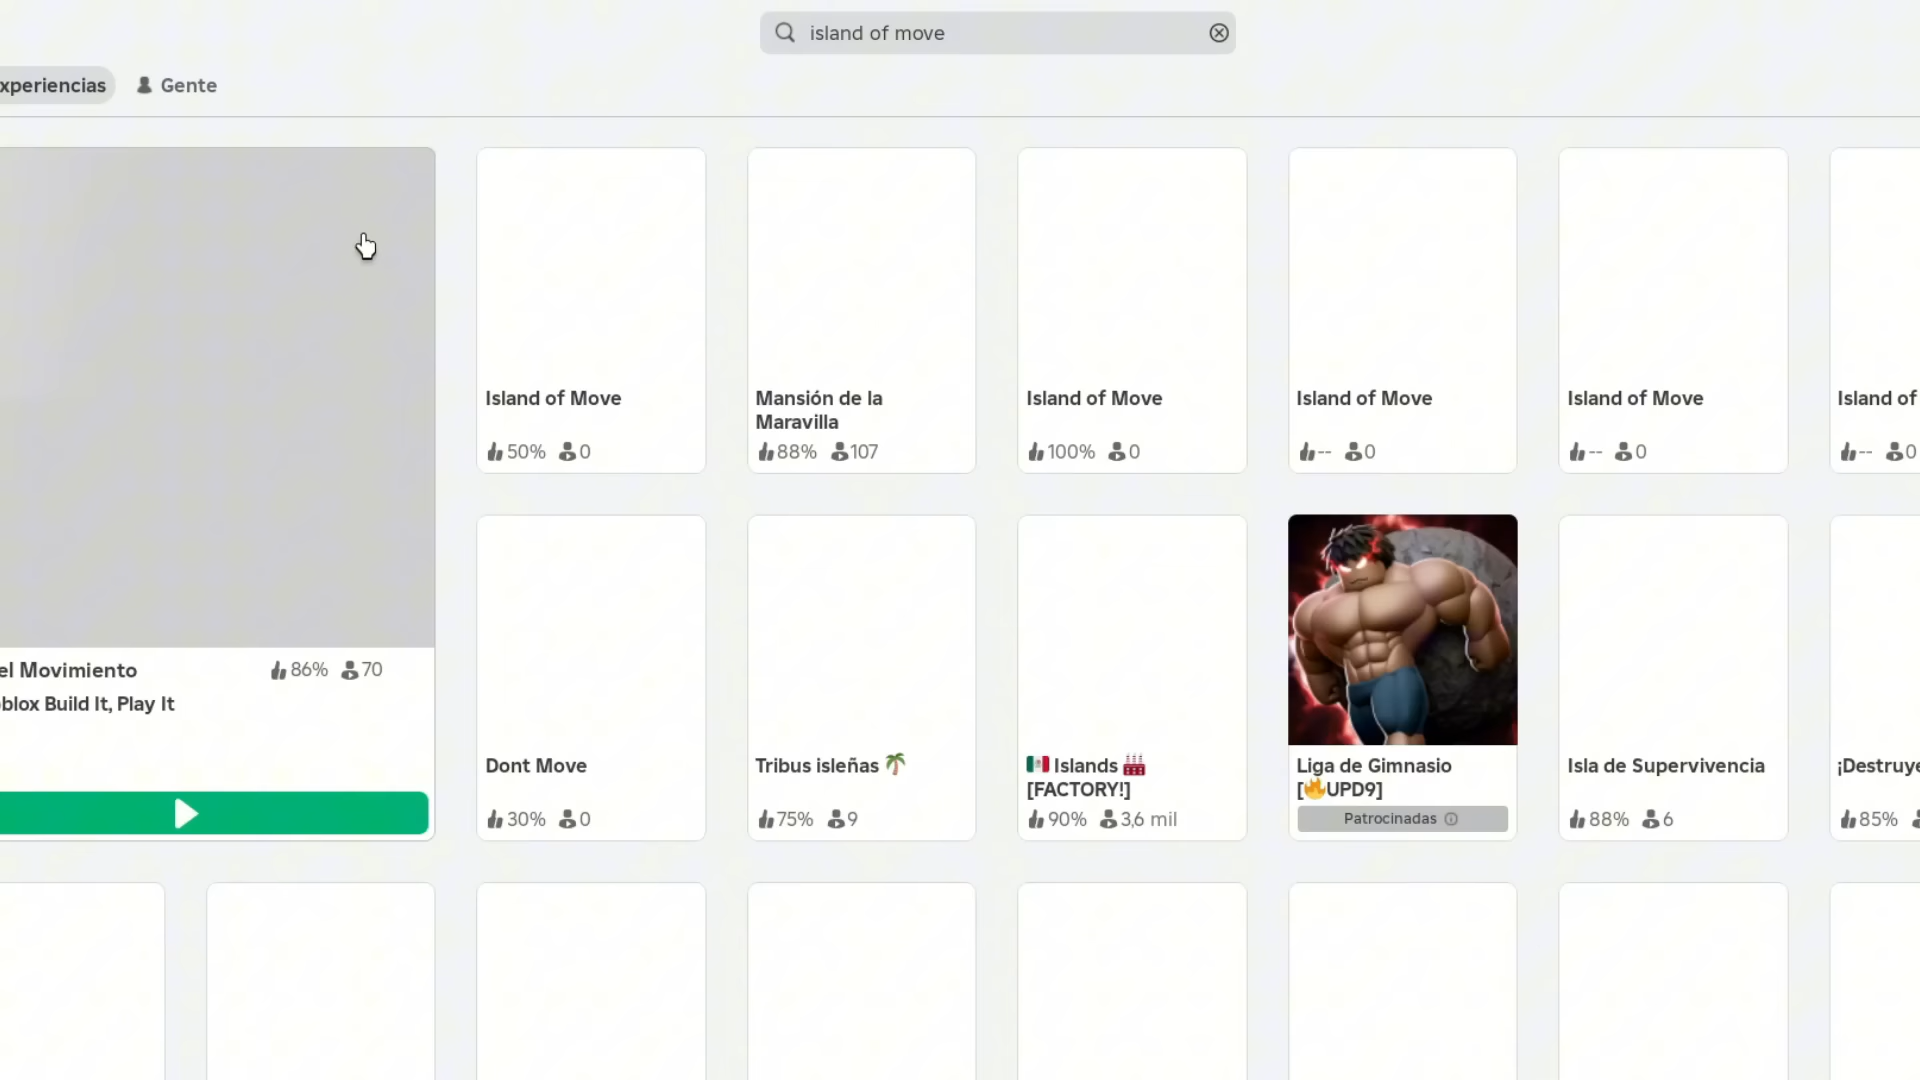 island of move
xperiencias
Gente
el Movimiento
86% 70
blox Build It, Play It
Island of Move
50% 0
Mansión de la
Maravilla
88% 107
Island of Move
100% 0
Island of Move
-- 0
Island of Move
-- 0
Island of
-- 0
Dont Move
30% 0
Tribus isleñas 🌴
75% 9
🇲🇽 Islands 🏭
[FACTORY!]
90% 3,6 mil
Liga de Gimnasio
[🔥UPD9]
Patrocinadas
Isla de Supervivencia
88% 6
¡Destruye
85%